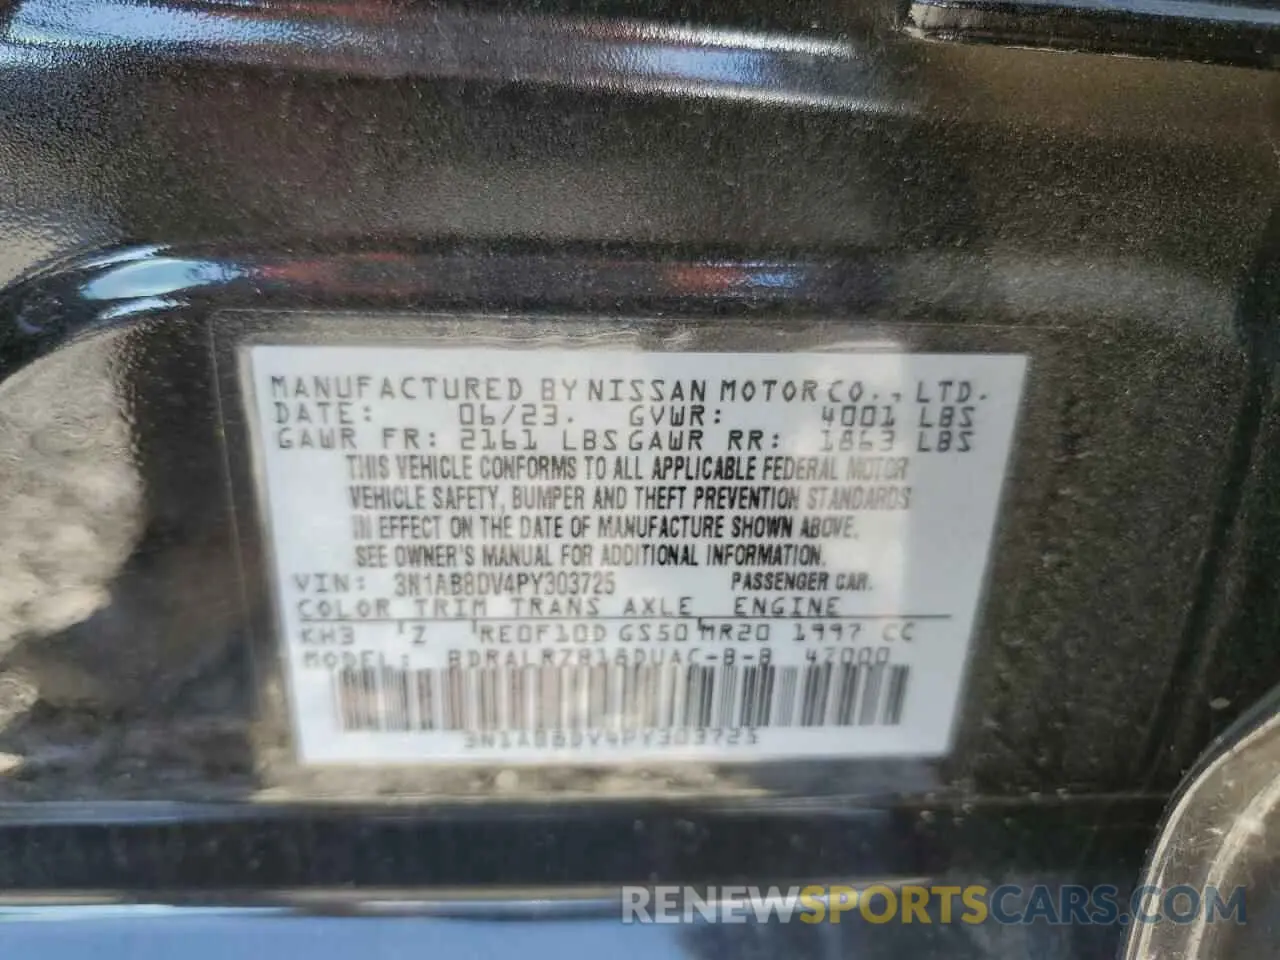 MANUFACTURED BY NISSAN MOTOR CO., LTD.
DATE: 06/23. GVWR: 4001 LBS
GAWR FR: 2161 LBS GAWR RR: 1863 LBS
THIS VEHICLE CONFORMS TO ALL APPLICABLE FEDERAL MOTOR
VEHICLE SAFETY, BUMPER AND THEFT PREVENTION STANDARDS
IN EFFECT ON THE DATE OF MANUFACTURE SHOWN ABOVE.
SEE OWNER'S MANUAL FOR ADDITIONAL INFORMATION.
VIN: 3N1AB8DV4PY303725 PASSENGER CAR.
COLOR TRIM TRANS AXLE ENGINE
KH3 Z RE0F10D GS50 MR20 1997 CC
MODEL: 47000
3N1AB8DV4PY303725
RENEWSPORTSCARS.COM